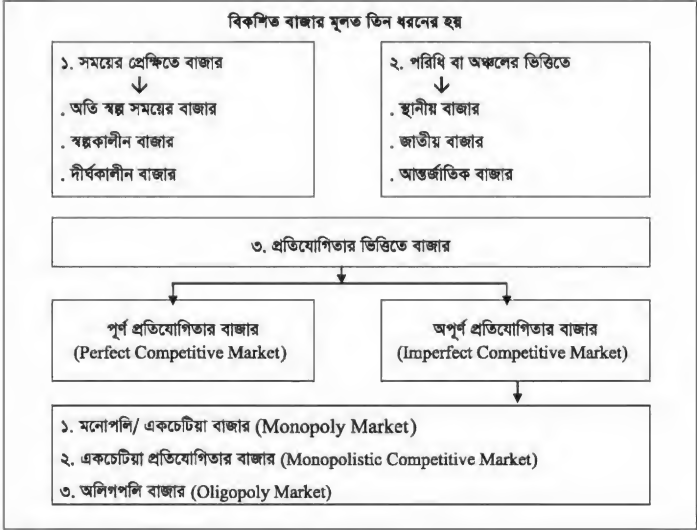 বিকশিত বাজার মূলত তিন ধরনের হয়
১. সময়ের প্রেক্ষিতে বাজার
. অতি স্বল্প সময়ের বাজার
. স্বল্পকালীন বাজার
. দীর্ঘকালীন বাজার
২. পরিধি বা অঞ্চলের ভিত্তিতে
. স্থানীয় বাজার
. জাতীয় বাজার
. আন্তর্জাতিক বাজার
৩. প্রতিযোগিতার ভিত্তিতে বাজার
পূর্ণ প্রতিযোগিতার বাজার
(Perfect Competitive Market)
অপূর্ণ প্রতিযোগিতার বাজার
(Imperfect Competitive Market)
১. মনোপলি/ একচেটিয়া বাজার (Monopoly Market)
২. একচেটিয়া প্রতিযোগিতার বাজার (Monopolistic Competitive Market)
৩. অলিগপলি বাজার (Oligopoly Market)